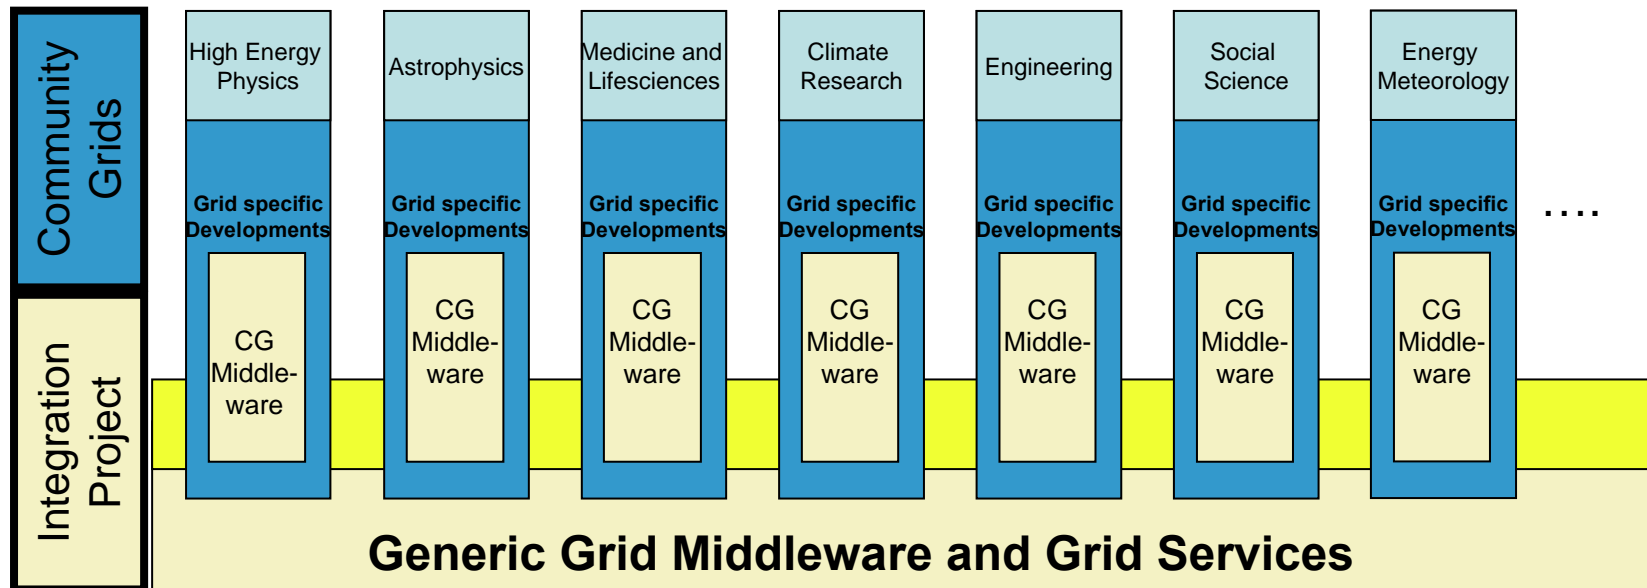 Community
Grids
Integration
Project
High Energy
Physics
Astrophysics
Medicine and
Lifesciences
Climate
Research
Engineering
Social
Science
Energy
Meteorology
Grid specific
Developments
Grid specific
Developments
Grid specific
Developments
Grid specific
Developments
Grid specific
Developments
Grid specific
Developments
Grid specific
Developments
....
CG
Middle-
ware
CG
Middle-
ware
CG
Middle-
ware
CG
Middle-
ware
CG
Middle-
ware
CG
Middle-
ware
CG
Middle-
ware
Generic Grid Middleware and Grid Services